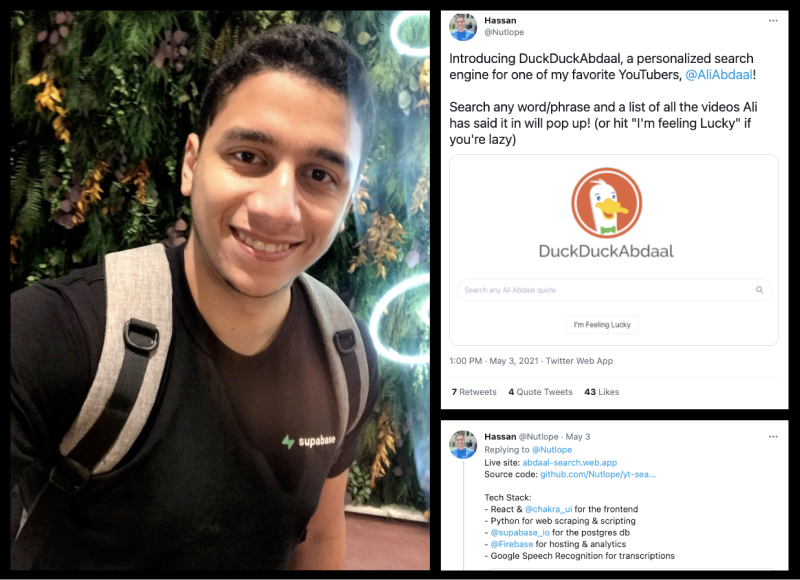 supabase
Hassan
@Nutlope
Introducing DuckDuckAbdaal, a personalized search
engine for one of my favorite YouTubers, @AliAbdaal!
Search any word/phrase and a list of all the videos Ali
has said it in will pop up! (or hit "I'm feeling Lucky" if
you're lazy)
DuckDuckAbdaal
Search any Ali Abdaal quote
I'm Feeling Lucky
1:00 PM · May 3, 2021 · Twitter Web App
7 Retweets 4 Quote Tweets 43 Likes
Hassan @Nutlope · May 3
Replying to @Nutlope
Live site: abdaal-search.web.app
Source code: github.com/Nutlope/yt-sea...
Tech Stack:
- React & @chakra_ui for the frontend
- Python for web scraping & scripting
- @supabase_io for the postgres db
- @Firebase for hosting & analytics
- Google Speech Recognition for transcriptions